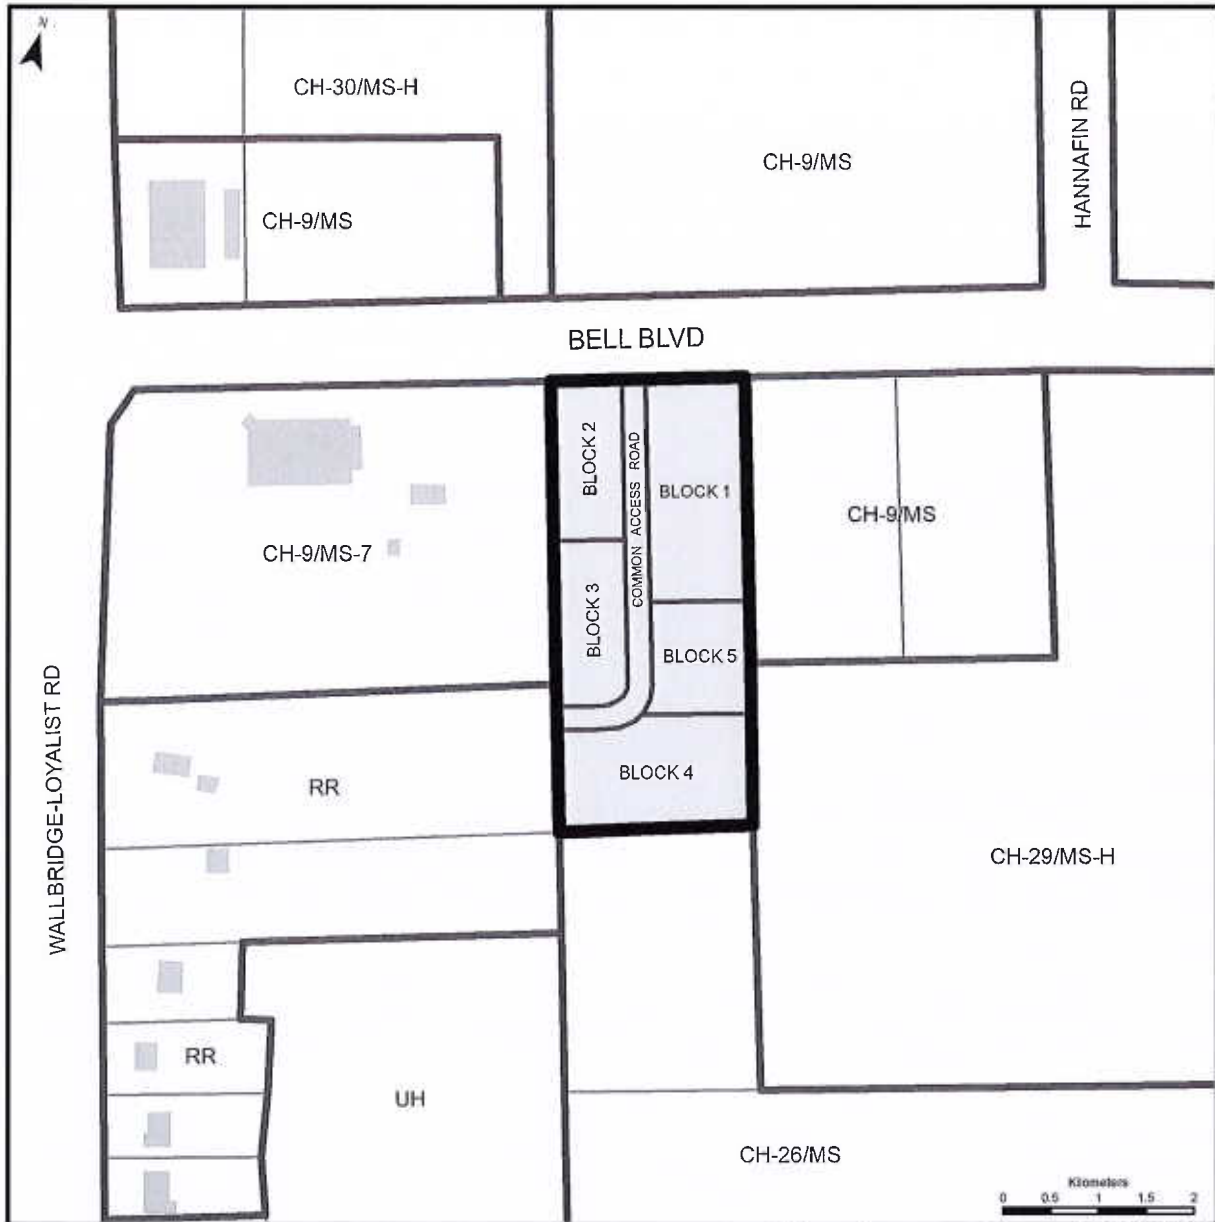 N
CH-30/MS-H
CH-9/MS
HANNAFIN RD
CH-9/MS
BELL BLVD
BLOCK 2
COMMON ACCESS ROAD
BLOCK 1
CH-9/MS
CH-9/MS-7
BLOCK 3
BLOCK 5
WALLBRIDGE-LOYALIST RD
RR
BLOCK 4
CH-29/MS-H
RR
UH
CH-26/MS
Kilometers
0 0.5 1 1.5 2